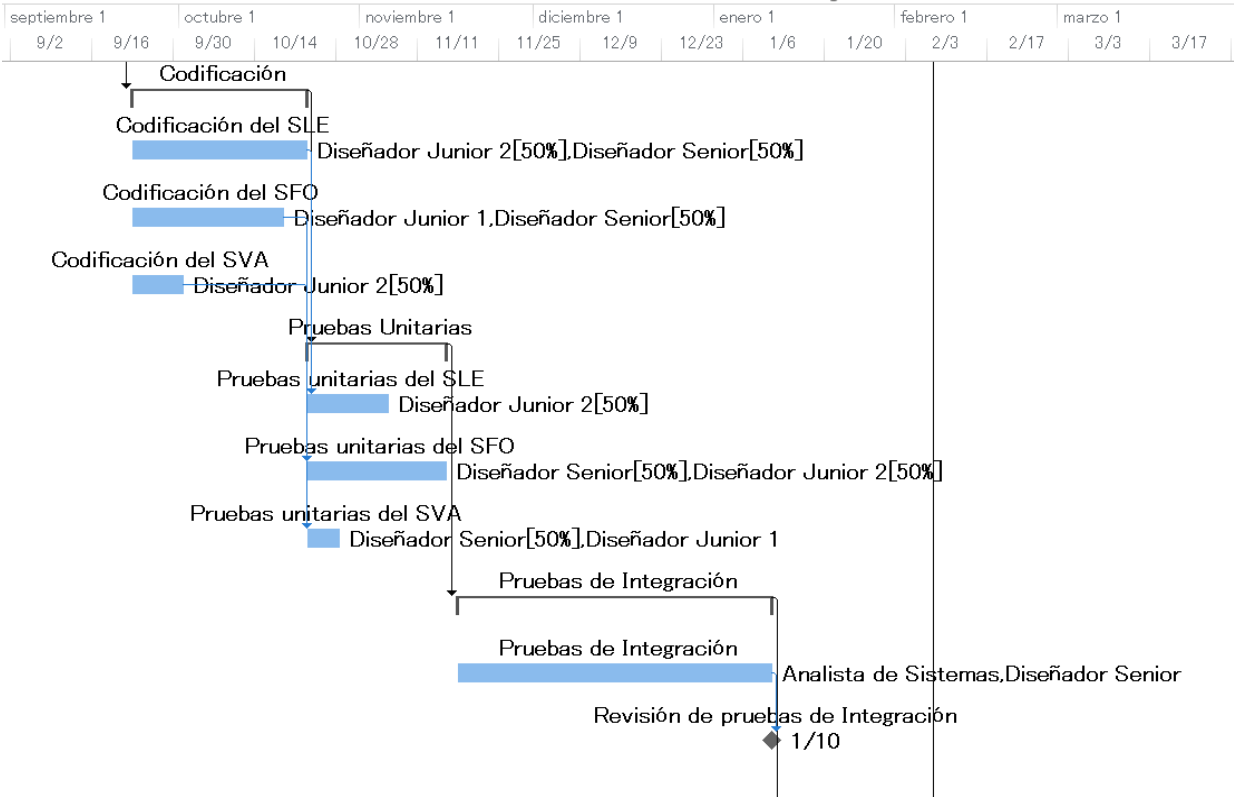 septiembre 1 octubre 1 noviembre 1 diciembre 1 enero 1 febrero 1 marzo 1
9/2 9/16 9/30 10/14 10/28 11/11 11/25 12/9 12/23 1/6 1/20 2/3 2/17 3/3 3/17
Codificación
Codificación del SLE
Diseñador Junior 2[50%],Diseñador Senior[50%]
Codificación del SFO
Diseñador Junior 1,Diseñador Senior[50%]
Codificación del SVA
Diseñador Junior 2[50%]
Pruebas Unitarias
Pruebas unitarias del SLE
Diseñador Junior 2[50%]
Pruebas unitarias del SFO
Diseñador Senior[50%],Diseñador Junior 2[50%]
Pruebas unitarias del SVA
Diseñador Senior[50%],Diseñador Junior 1
Pruebas de Integración
Pruebas de Integración
Analista de Sistemas,Diseñador Senior
Revisión de pruebas de Integración
1/10